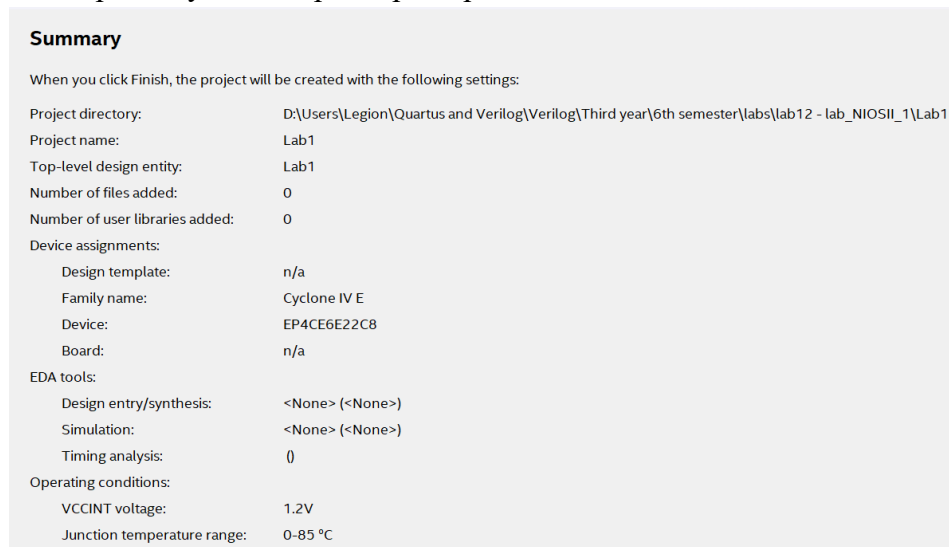 Summary
When you click Finish, the project will be created with the following settings:
Project directory: D:\Users\Legion\Quartus and Verilog\Verilog\Third year\6th semester\labs\lab12 - lab_NIOSII_1\Lab1
Project name: Lab1
Top-level design entity: Lab1
Number of files added: 0
Number of user libraries added: 0
Device assignments:
Design template: n/a
Family name: Cyclone IV E
Device: EP4CE6E22C8
Board: n/a
EDA tools:
Design entry/synthesis: <None> (<None>)
Simulation: <None> (<None>)
Timing analysis: ()
Operating conditions:
VCCINT voltage: 1.2V
Junction temperature range: 0-85 °C